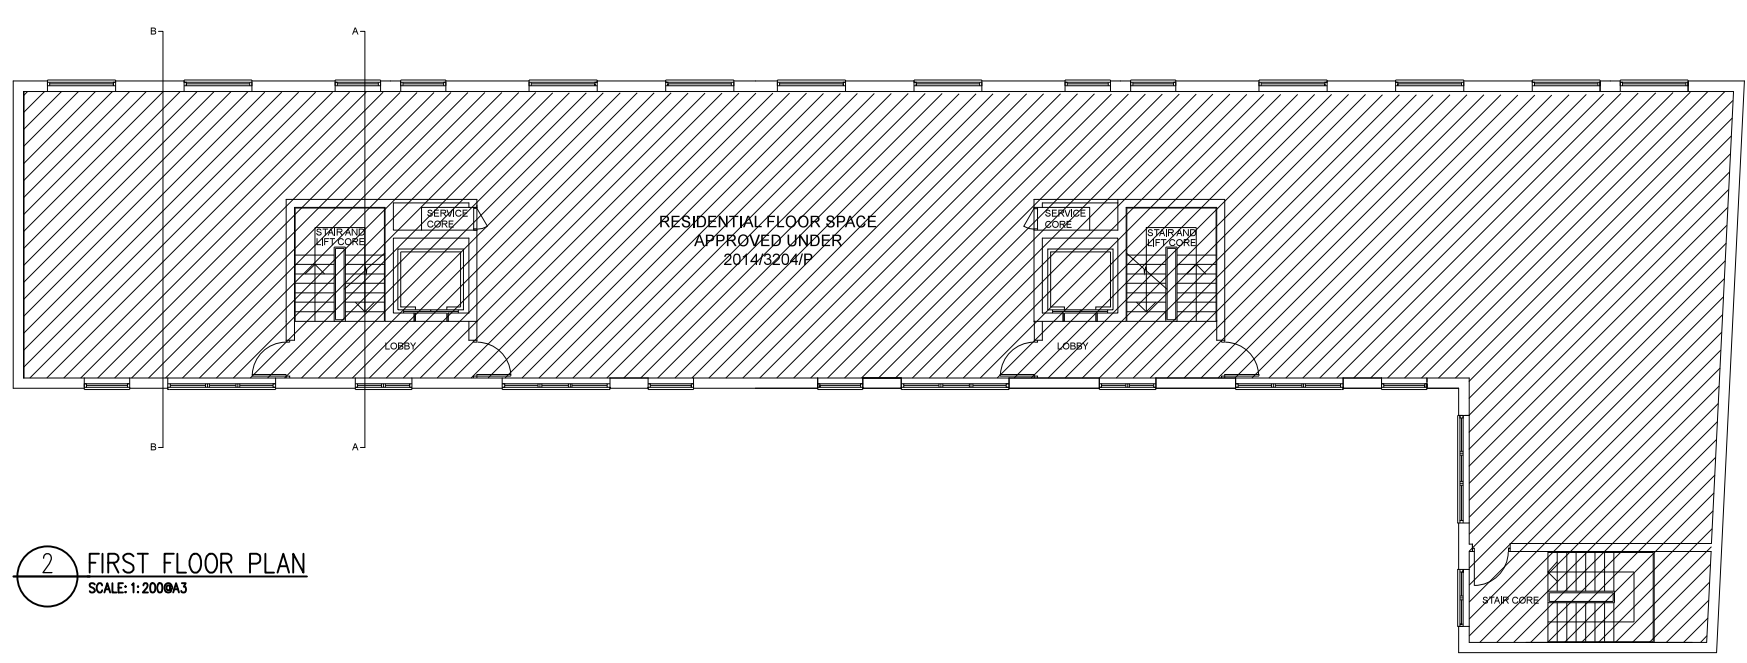 B
A
SERVICE
CORE
STAIR AND
LIFT CORE
RESIDENTIAL FLOOR SPACE
APPROVED UNDER
2014/3204/P
SERVICE
CORE
STAIR AND
LIFT CORE
LOBBY
LOBBY
B
A
2
FIRST FLOOR PLAN
SCALE: 1: 200@A3
STAIR CORE